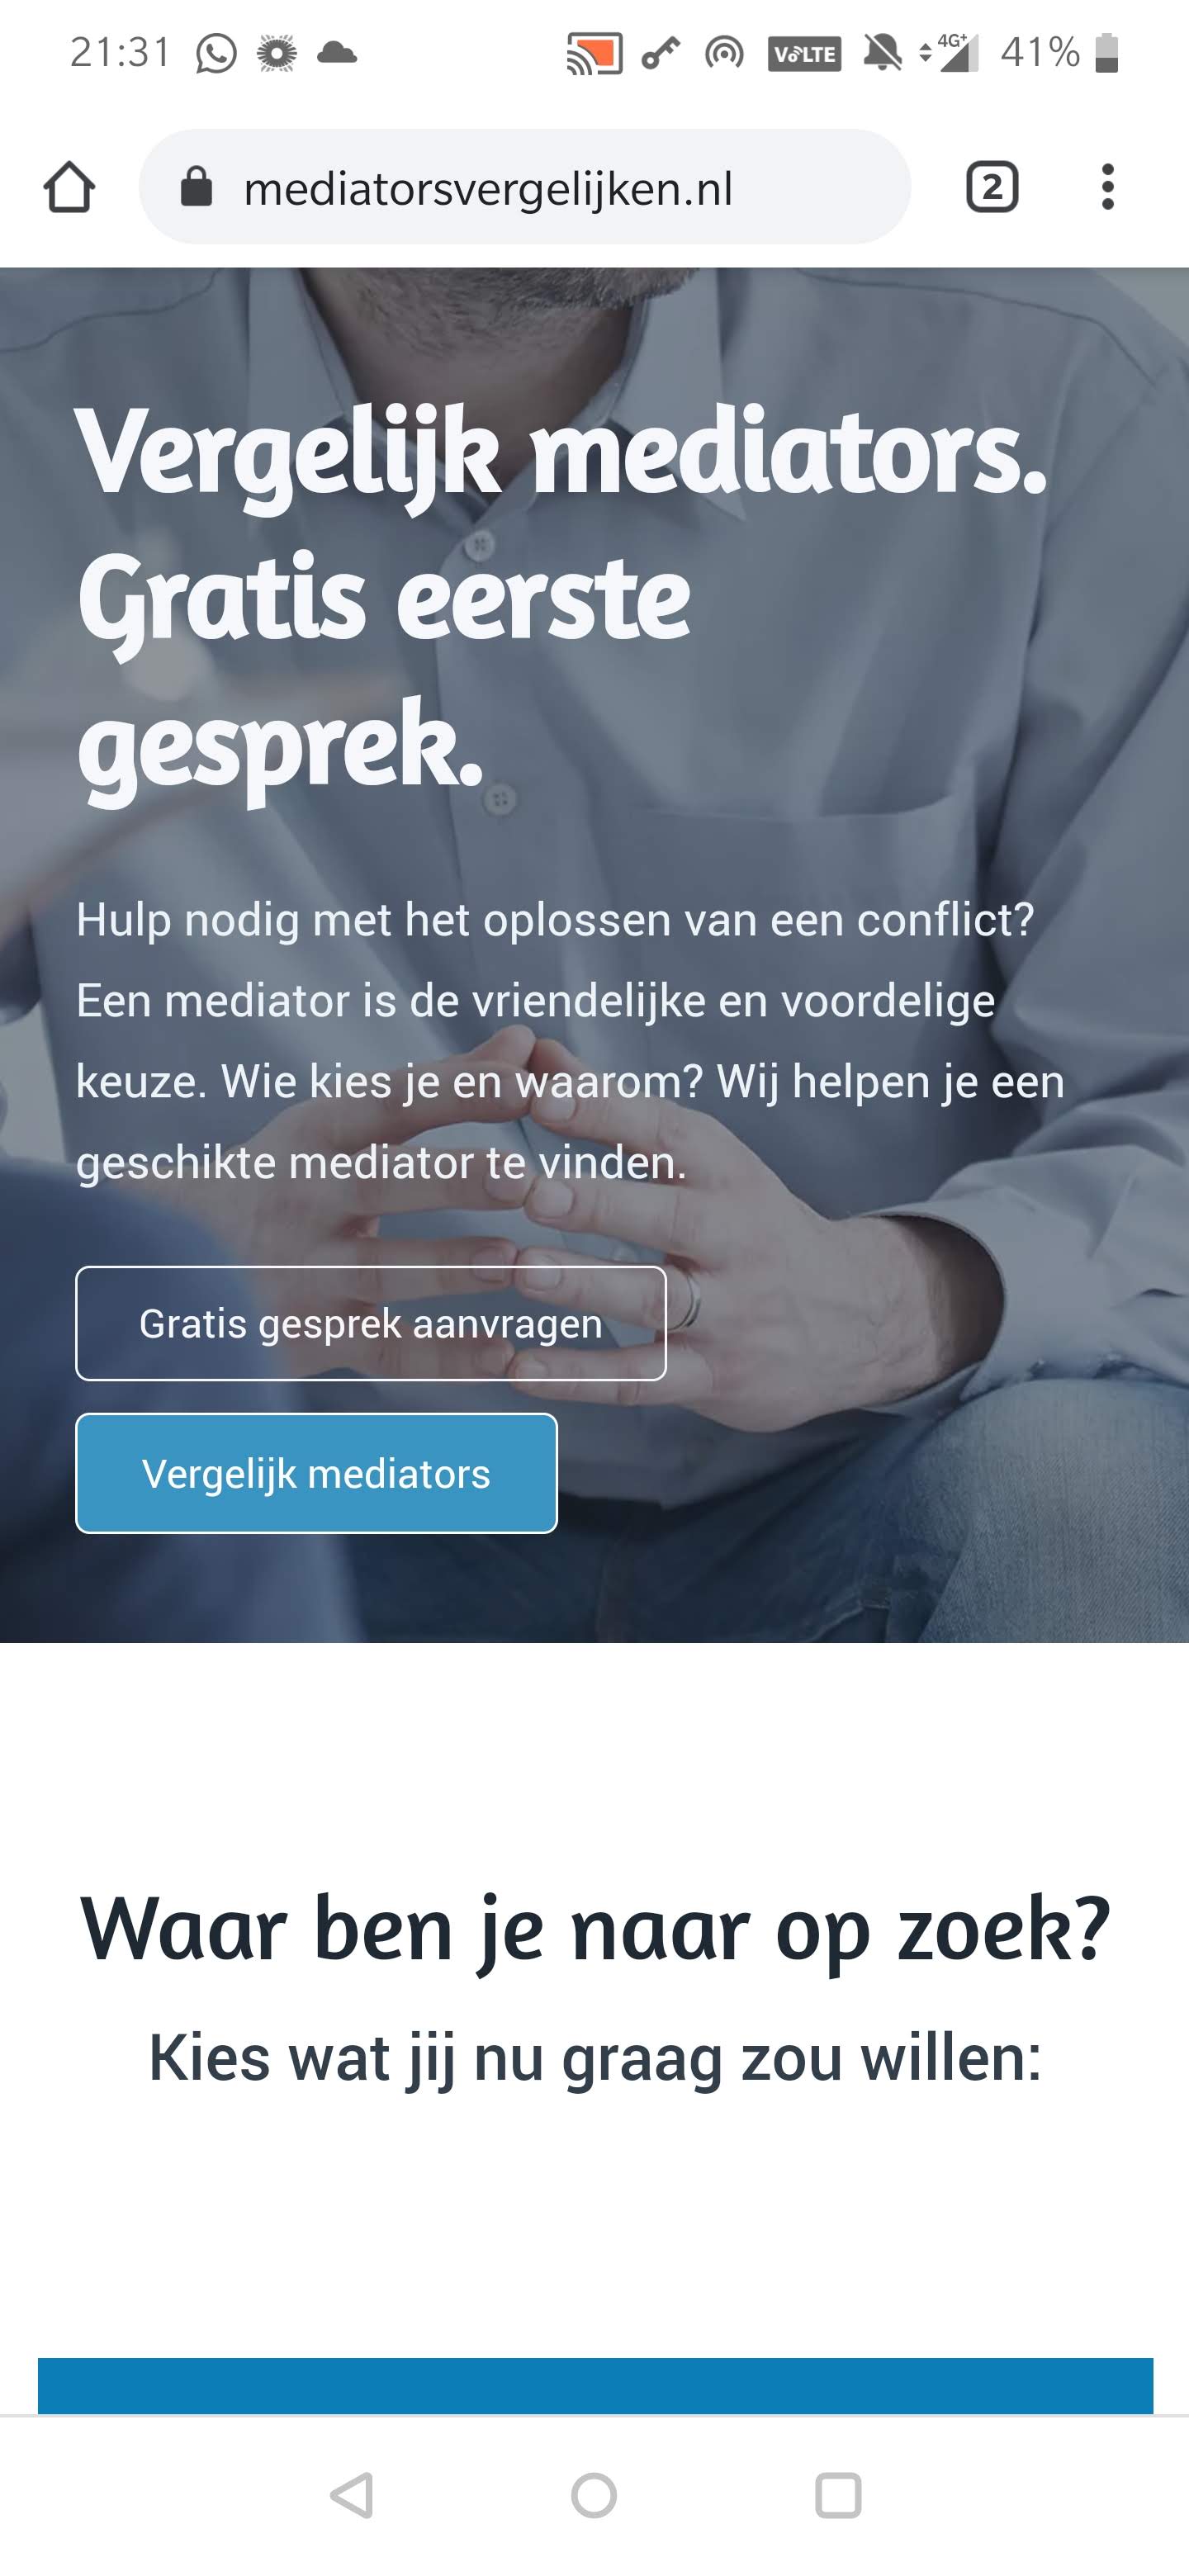 21:31
VoLTE
4G+
41%
mediatorsvergelijken.nl
2
Vergelijk mediators.
Gratis eerste
gesprek.
Hulp nodig met het oplossen van een conflict?
Een mediator is de vriendelijke en voordelige
keuze. Wie kies je en waarom? Wij helpen je een
geschikte mediator te vinden.
Gratis gesprek aanvragen
Vergelijk mediators
Waar ben je naar op zoek?
Kies wat jij nu graag zou willen: